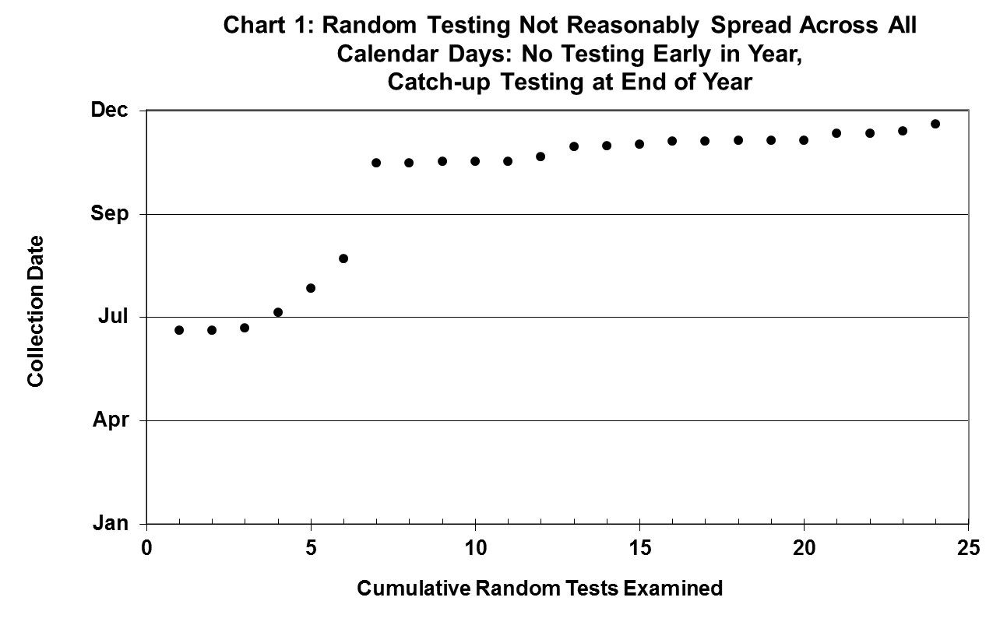 Chart 1: Random Testing Not Reasonably Spread Across All
Calendar Days: No Testing Early in Year,
Catch-up Testing at End of Year
Dec
Sep
Jul
Apr
Jan
Collection Date
0 5 10 15 20 25
Cumulative Random Tests Examined